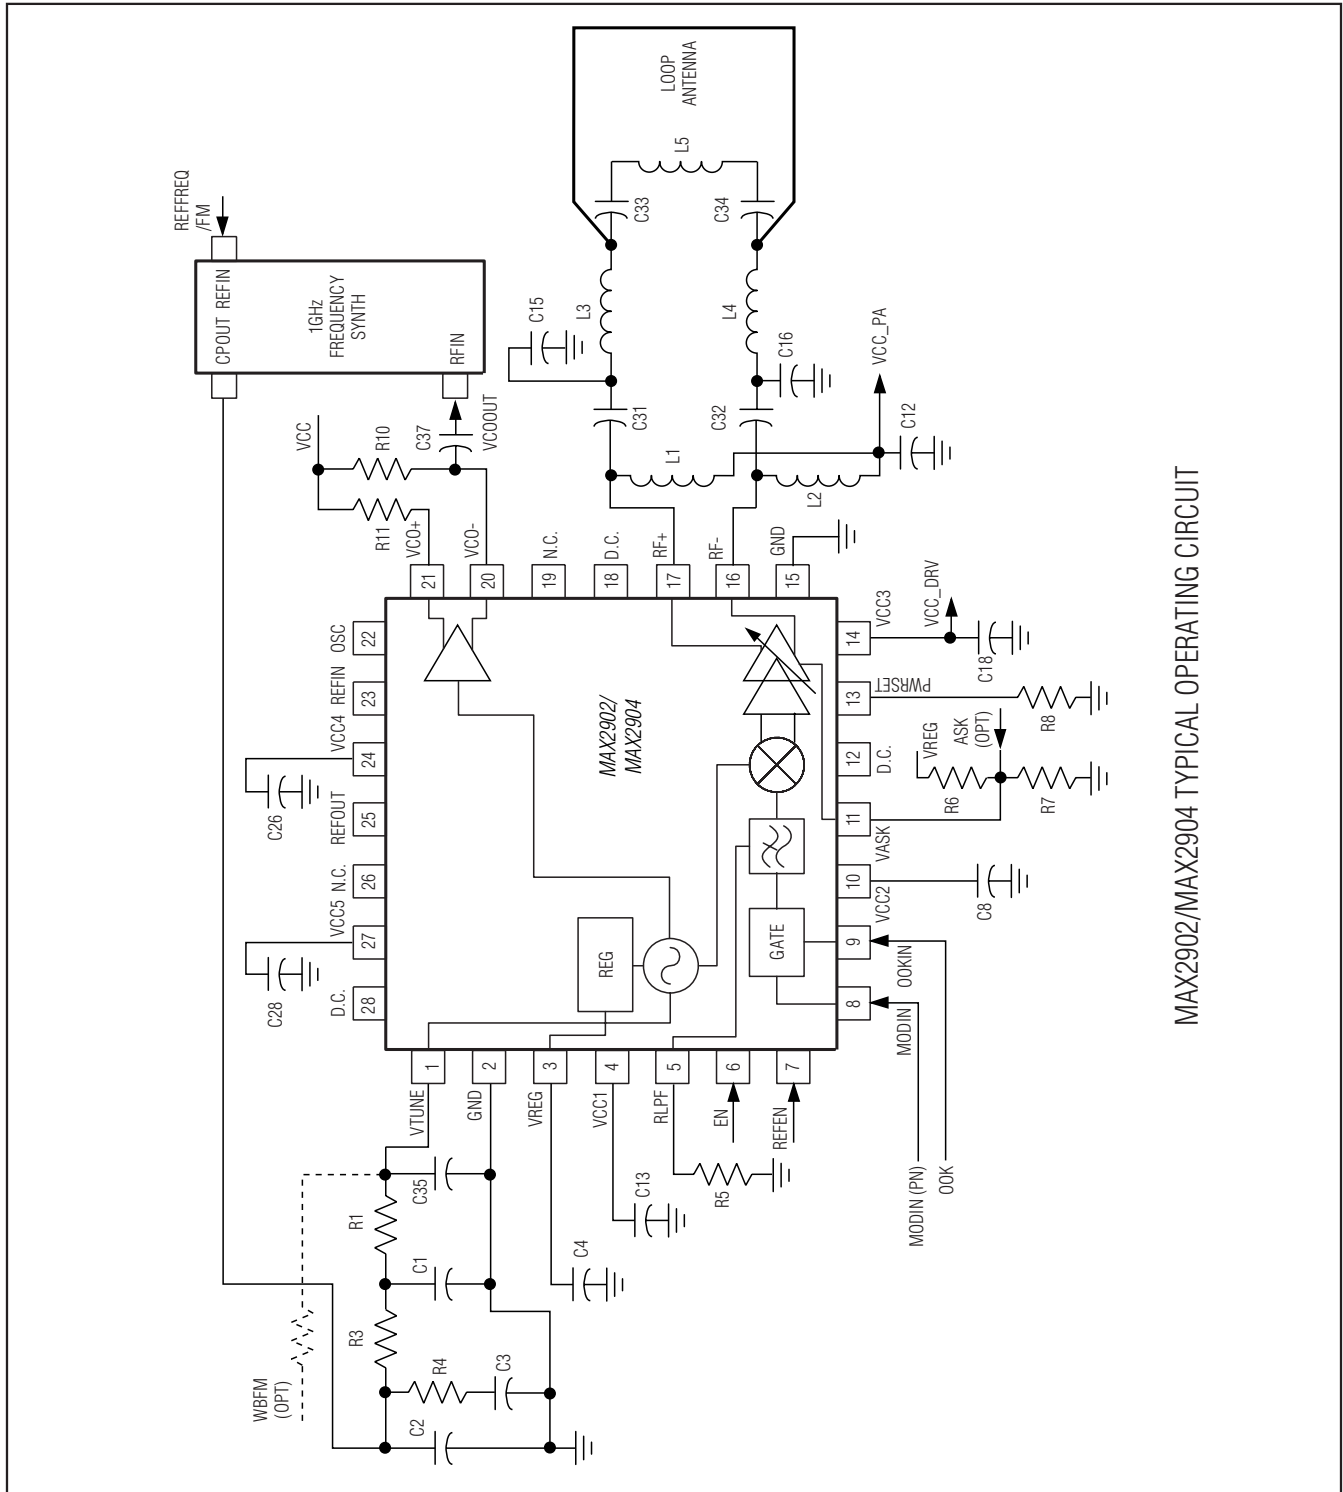 REFFREQ
/FM
CPOUT REFIN
1GHz
FREQUENCY
SYNTH
RFIN
LOOP
ANTENNA
L5
C33
C34
L3
L4
C15
C16
C31
C32
L1
L2
VCC_PA
C12
VCC
R10
R11
C37
VCOOUT
VCO+
VCO-
N.C.
D.C.
RF+
RF-
GND
21
20
19
18
17
16
15
OSC
22
REFIN
23
VCC4
24
C26
REFOUT
25
N.C.
26
VCC5
27
C28
D.C.
28
MAX2902/
MAX2904
REG
GATE
14
VCC3
VCC_DRV
C18
13
PWRSET
R8
12
D.C.
VREG
ASK
(OPT)
R6
R7
11
VASK
10
VCC2
C8
9
OOKIN
8
MODIN
MODIN (PN)
OOK
1
2
3
4
5
6
7
VTUNE
GND
VREG
VCC1
RLPF
EN
REFEN
C35
R1
C1
R3
R4
C3
C2
C4
C13
R5
WBFM
(OPT)
MAX2902/MAX2904 TYPICAL OPERATING CIRCUIT